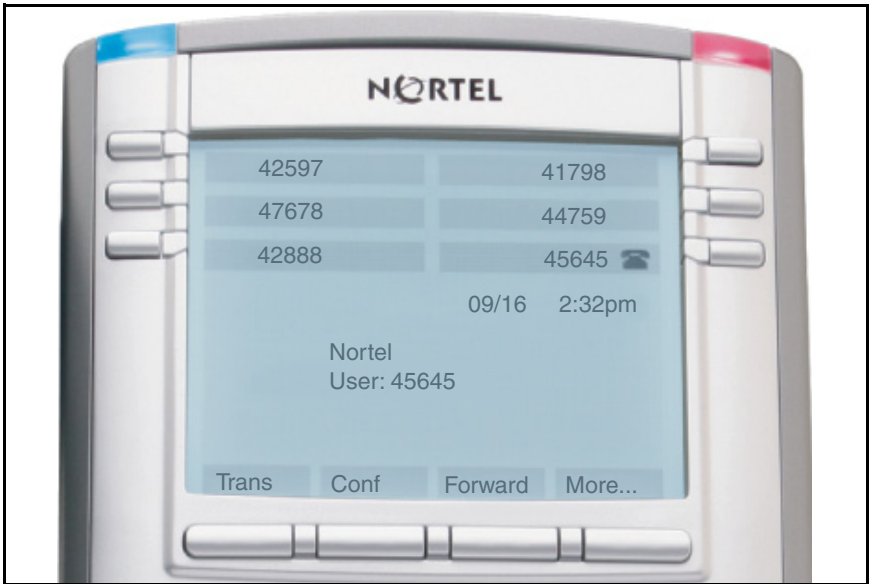 NORTEL
42597 41798
47678 44759
42888 45645
09/16 2:32pm
Nortel
User: 45645
Trans Conf Forward More...